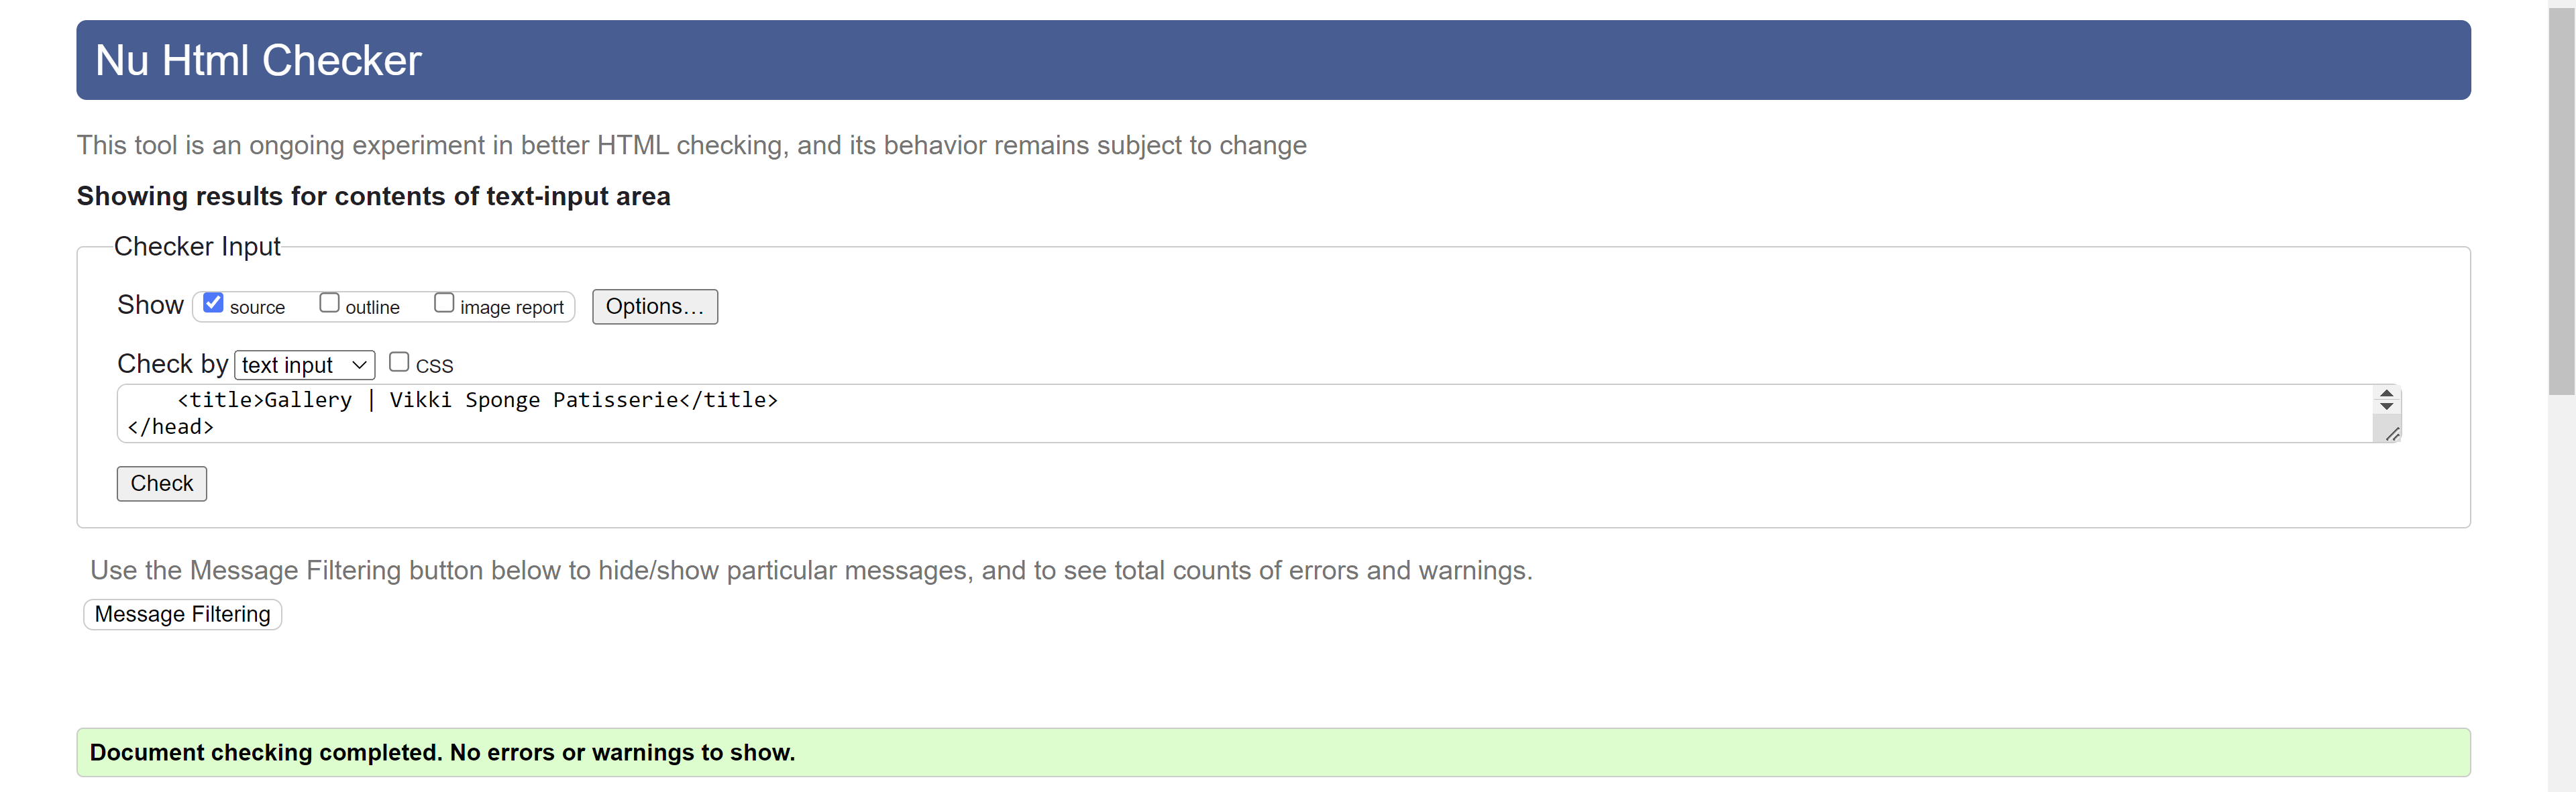 Nu Html Checker
This tool is an ongoing experiment in better HTML checking, and its behavior remains subject to change
Showing results for contents of text-input area
Checker Input
Show source outline image report Options…
Check by text input CSS
<title>Gallery | Vikki Sponge Patisserie</title>
</head>
Check
Use the Message Filtering button below to hide/show particular messages, and to see total counts of errors and warnings.
Message Filtering
Document checking completed. No errors or warnings to show.